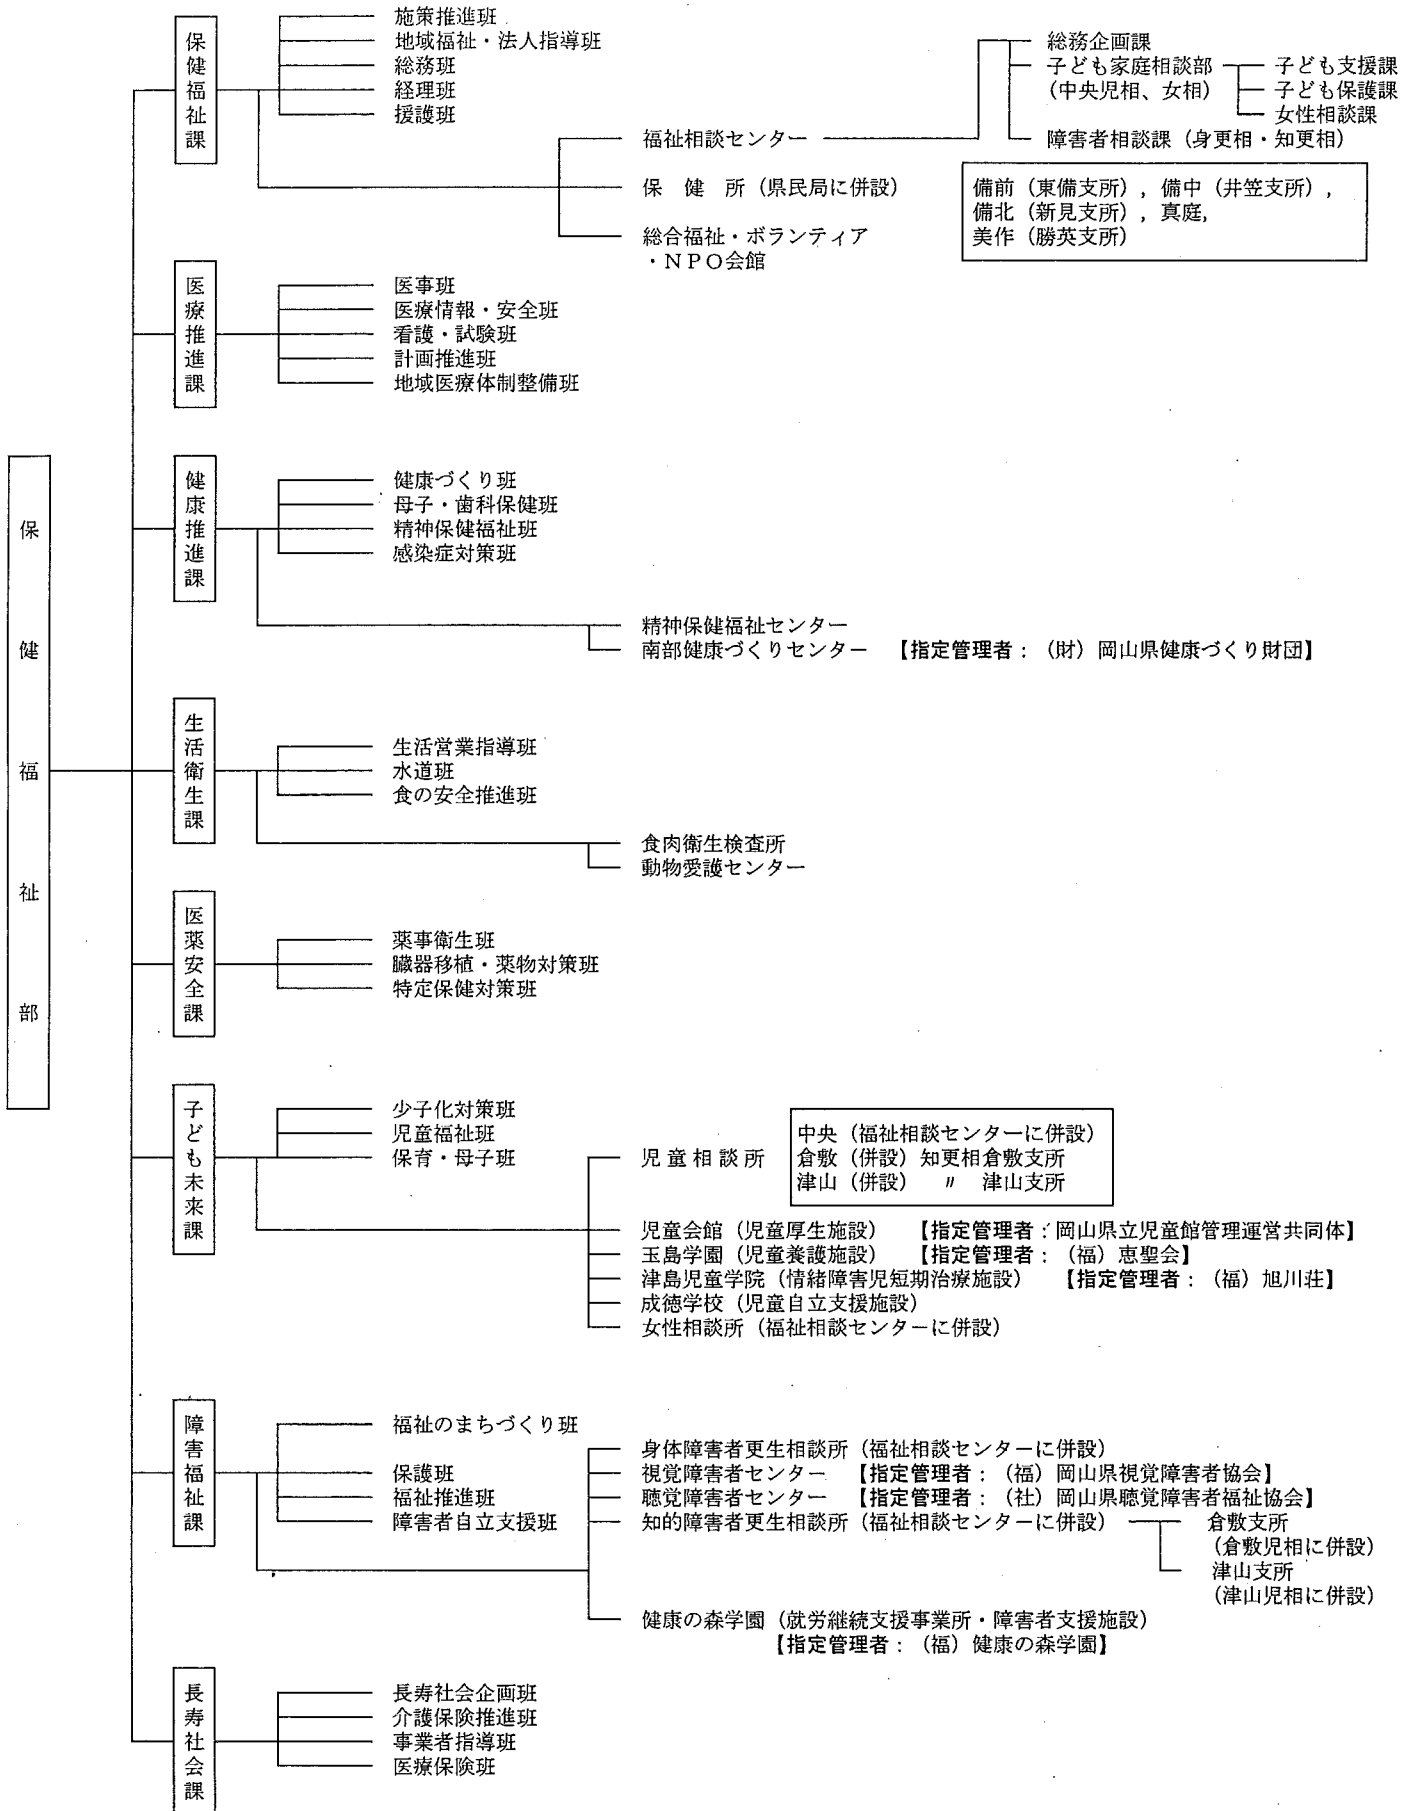 保健福祉部
保健福祉課
施策推進班
地域福祉・法人指導班
総務班
経理班
援護班
福祉相談センター
総務企画課
子ども家庭相談部
(中央児相、女相)
子ども支援課
子ども保護課
女性相談課
障害者相談課（身更相・知更相）
保　健　所（県民局に併設）
備前（東備支所）, 備中（井笠支所）,
備北（新見支所）, 真庭,
美作（勝英支所）
総合福祉・ボランティア
・ＮＰＯ会館
医療推進課
医事班
医療情報・安全班
看護・試験班
計画推進班
地域医療体制整備班
健康推進課
健康づくり班
母子・歯科保健班
精神保健福祉班
感染症対策班
精神保健福祉センター
南部健康づくりセンター　【指定管理者：（財）岡山県健康づくり財団】
生活衛生課
生活営業指導班
水道班
食の安全推進班
食肉衛生検査所
動物愛護センター
医薬安全課
薬事衛生班
臓器移植・薬物対策班
特定保健対策班
子ども未来課
少子化対策班
児童福祉班
保育・母子班
児童相談所
中央（福祉相談センターに併設）
倉敷（併設）知更相倉敷支所
津山（併設）　〃　津山支所
児童会館（児童厚生施設）　【指定管理者：岡山県立児童館管理運営共同体】
玉島学園（児童養護施設）　【指定管理者：（福）恵聖会】
津島児童学院（情緒障害児短期治療施設）　【指定管理者：（福）旭川荘】
成徳学校（児童自立支援施設）
女性相談所（福祉相談センターに併設）
障害福祉課
福祉のまちづくり班
保護班
福祉推進班
障害者自立支援班
身体障害者更生相談所（福祉相談センターに併設）
視覚障害者センター　【指定管理者：（福）岡山県視覚障害者協会】
聴覚障害者センター　【指定管理者：（社）岡山県聴覚障害者福祉協会】
知的障害者更生相談所（福祉相談センターに併設）
倉敷支所
(倉敷児相に併設)
津山支所
(津山児相に併設)
健康の森学園（就労継続支援事業所・障害者支援施設）
【指定管理者：（福）健康の森学園】
長寿社会課
長寿社会企画班
介護保険推進班
事業者指導班
医療保険班